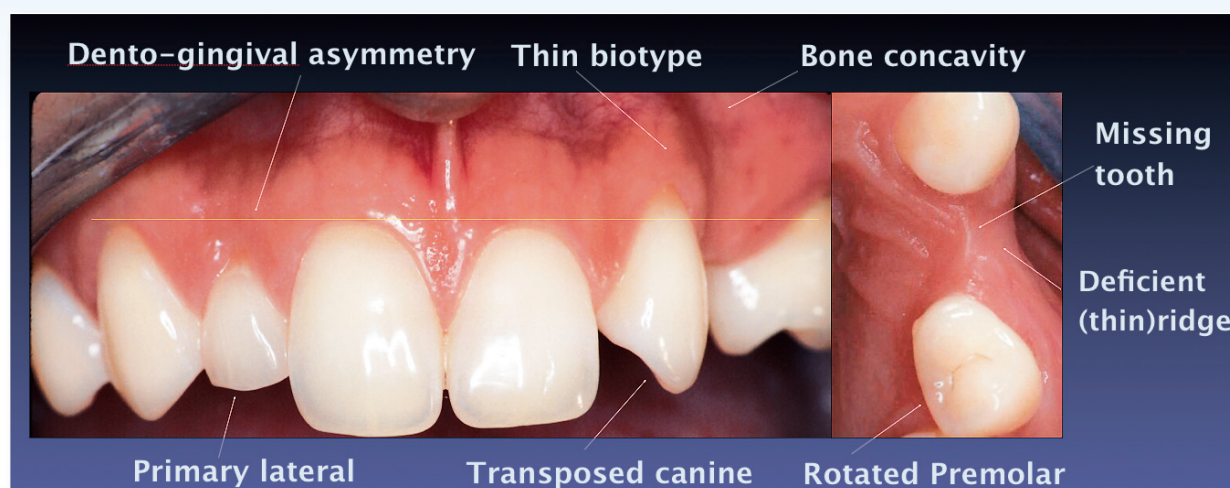 Dento-gingival asymmetry
Thin biotype
Bone concavity
Missing
tooth
Deficient
(thin)ridge
Primary lateral
Transposed canine
Rotated Premolar